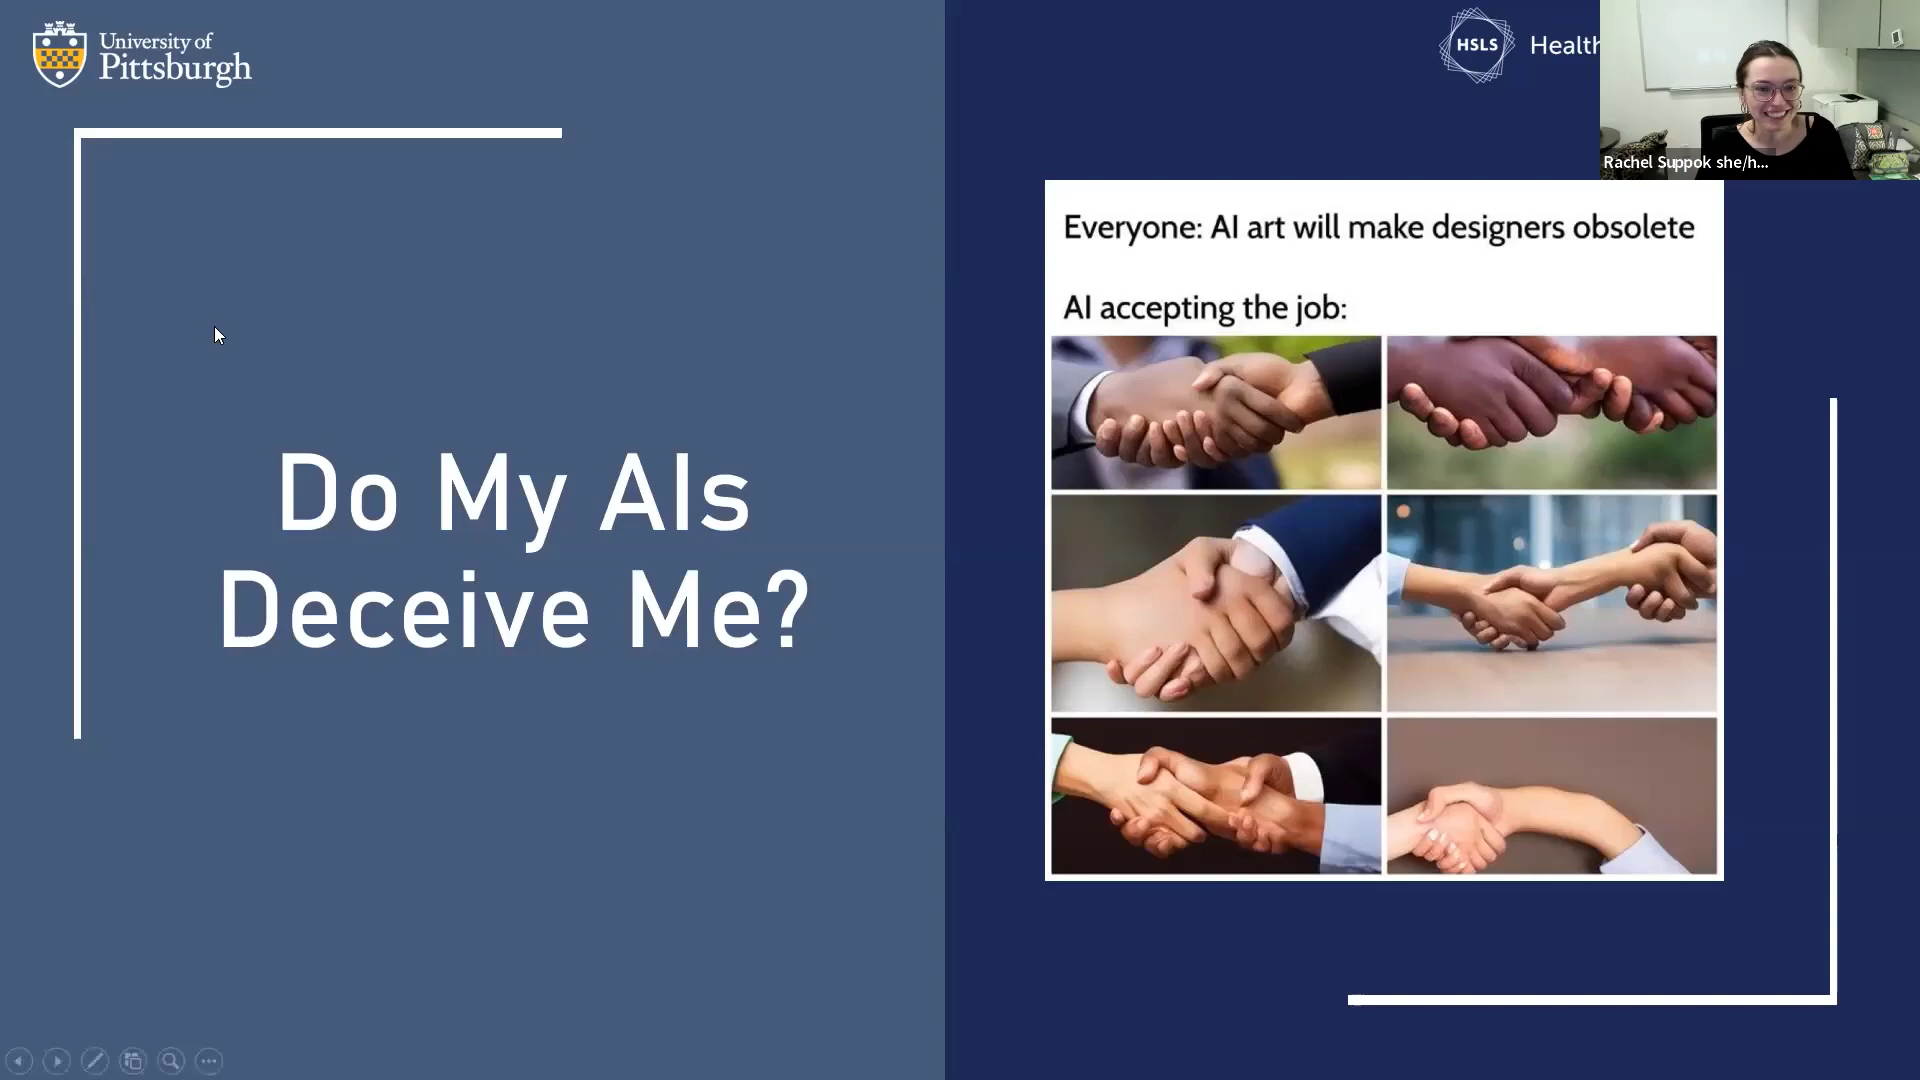 University of
Pittsburgh
HSLS
Health
Rachel Suppok she/h...
Everyone: AI art will make designers obsolete
AI accepting the job:
Do My AIs
Deceive Me?